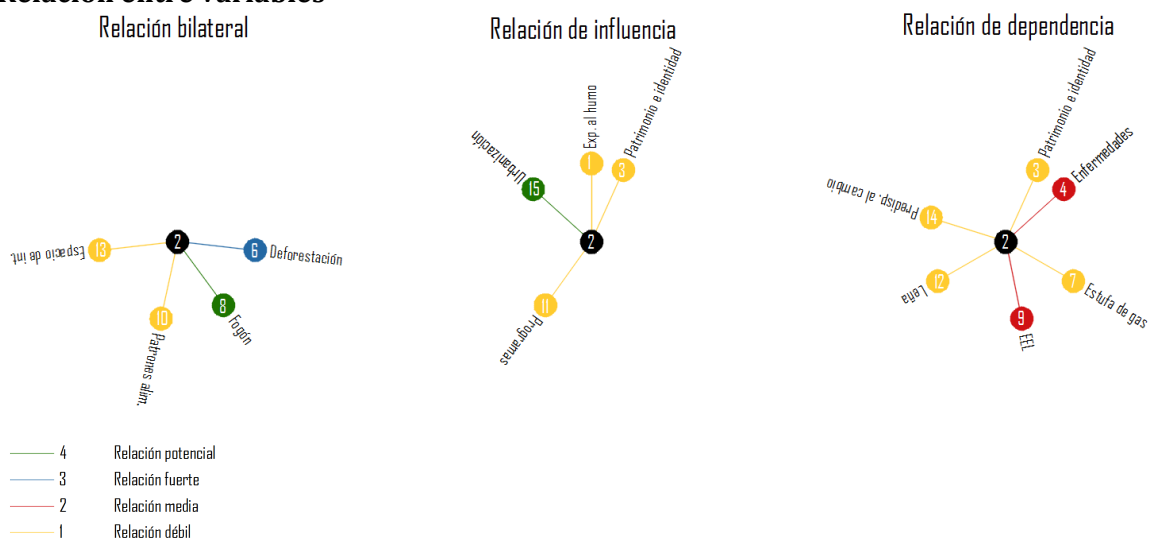 Relación entre variables
Relación bilateral
2
13 Espacio de int.
6 Deforestación
8 Fogón
10 Patrones alim.
Relación de influencia
2
15 Urbanización
1 Exp. al humo
3 Patrimonio e identidad
11 Programas
Relación de dependencia
2
3 Patrimonio e identidad
4 Enfermedades
14 Predisp. al cambio
12 Leña
7 Estufa de gas
9 EEL
4 Relación potencial
3 Relación fuerte
2 Relación media
1 Relación débil